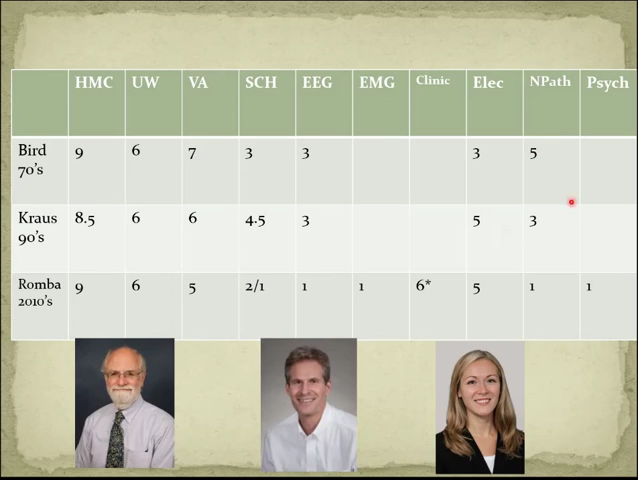 HMC UW VA SCH EEG EMG Clinic Elec NPath Psych
Bird 9 6 7 3 3 3 5
70's
Kraus 8.5 6 6 4.5 3 5 3
90's
Romba 9 6 5 2/1 1 1 6* 5 1 1
2010's